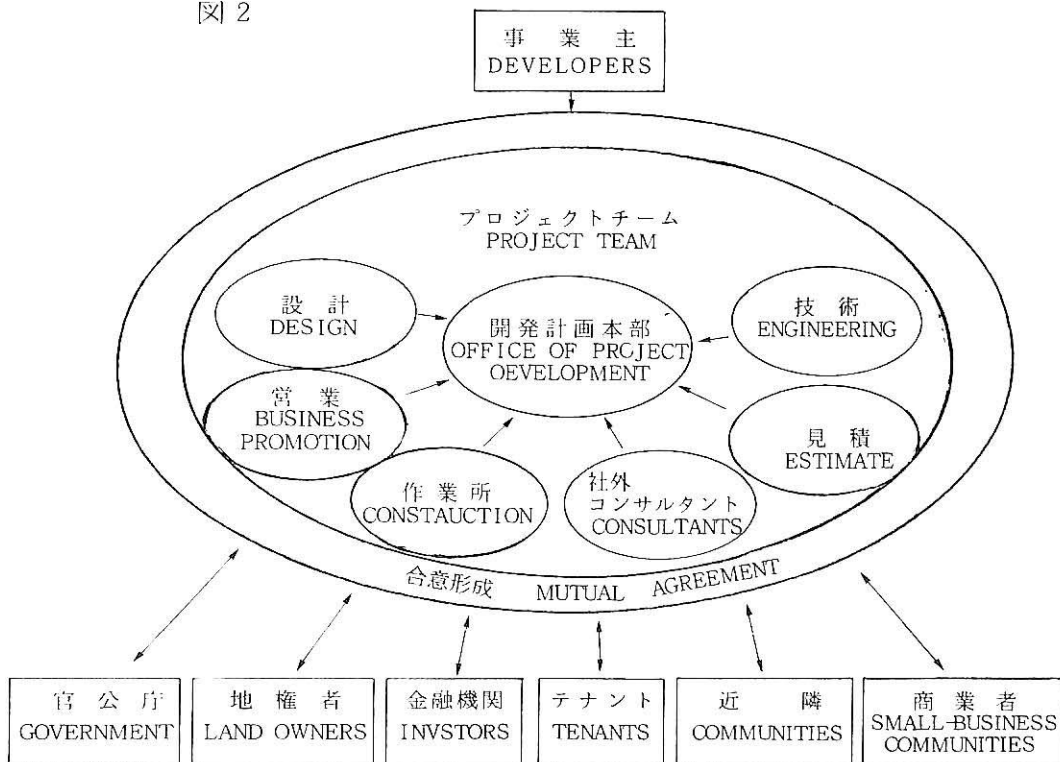 図 2
事業主
DEVELOPERS
プロジェクトチーム
PROJECT TEAM
設計
DESIGN
開発計画本部
OFFICE OF PROJECT
OEVELOPMENT
技術
ENGINEERING
営業
BUSINESS
PROMOTION
見積
ESTIMATE
作業所
CONSTAUCTION
社外
コンサルタント
CONSULTANTS
合意形成 MUTUAL AGREEMENT
官公庁
GOVERNMENT
地権者
LAND OWNERS
金融機関
INVSTORS
テナント
TENANTS
近隣
COMMUNITIES
商業者
SMALL-BUSINESS
COMMUNITIES